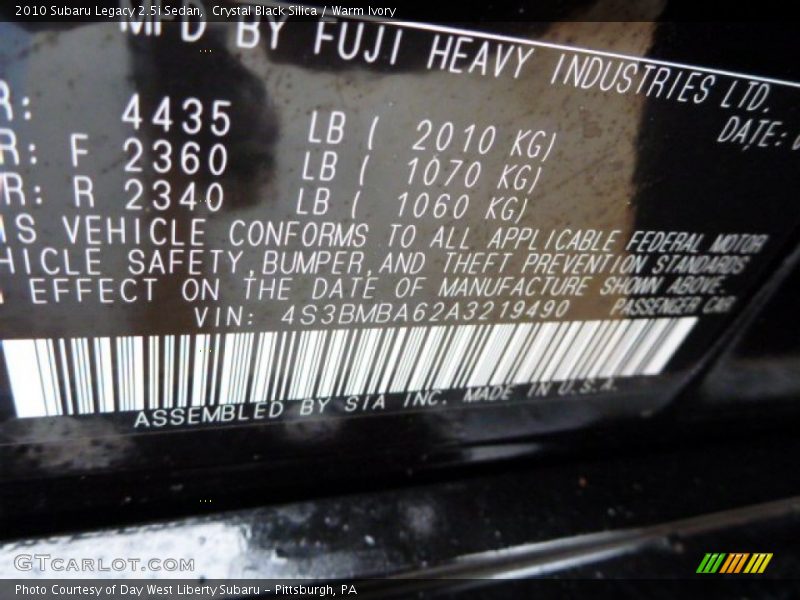 2010 Subaru Legacy 2.5i Sedan,  Crystal Black Silica / Warm Ivory
MFD BY FUJI HEAVY INDUSTRIES LTD.
DATE:
R: 4435 LB ( 2010 KG)
R: F 2360 LB ( 1070 KG)
R: R 2340 LB ( 1060 KG)
IS VEHICLE CONFORMS TO ALL APPLICABLE FEDERAL MOTOR
HICLE SAFETY, BUMPER, AND THEFT PREVENTION STANDARDS
EFFECT ON THE DATE OF MANUFACTURE SHOWN ABOVE.
VIN: 4S3BMBA62A3219490 PASSENGER CAR
ASSEMBLED BY SIA INC. MADE IN U.S.A.
GTCARLOT.COM
Photo Courtesy of Day West Liberty Subaru - Pittsburgh, PA